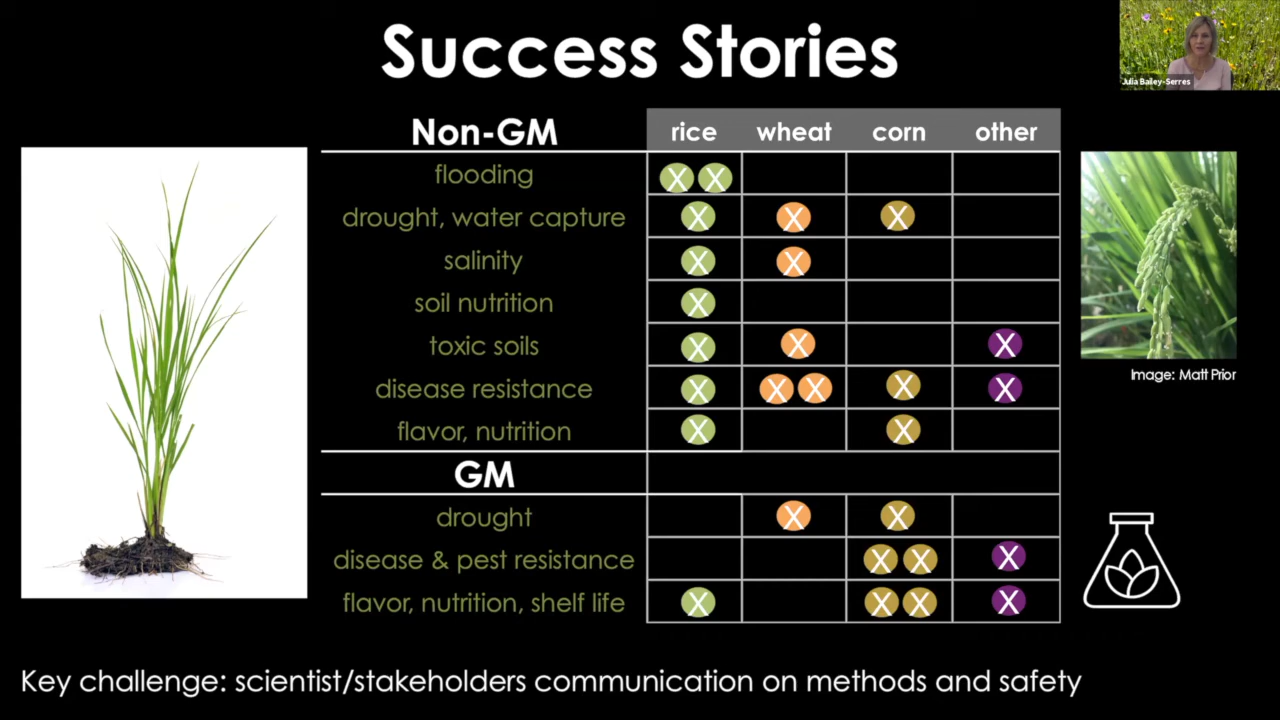 Success Stories
Julia Bailey-Serres
Non-GM rice wheat corn other
flooding X X
drought, water capture X X X
salinity X X
soil nutrition X
toxic soils X X X
disease resistance X X X X X
flavor, nutrition X X
Image: Matt Prior
GM
drought X X
disease & pest resistance X X X
flavor, nutrition, shelf life X X X X
Key challenge: scientist/stakeholders communication on methods and safety